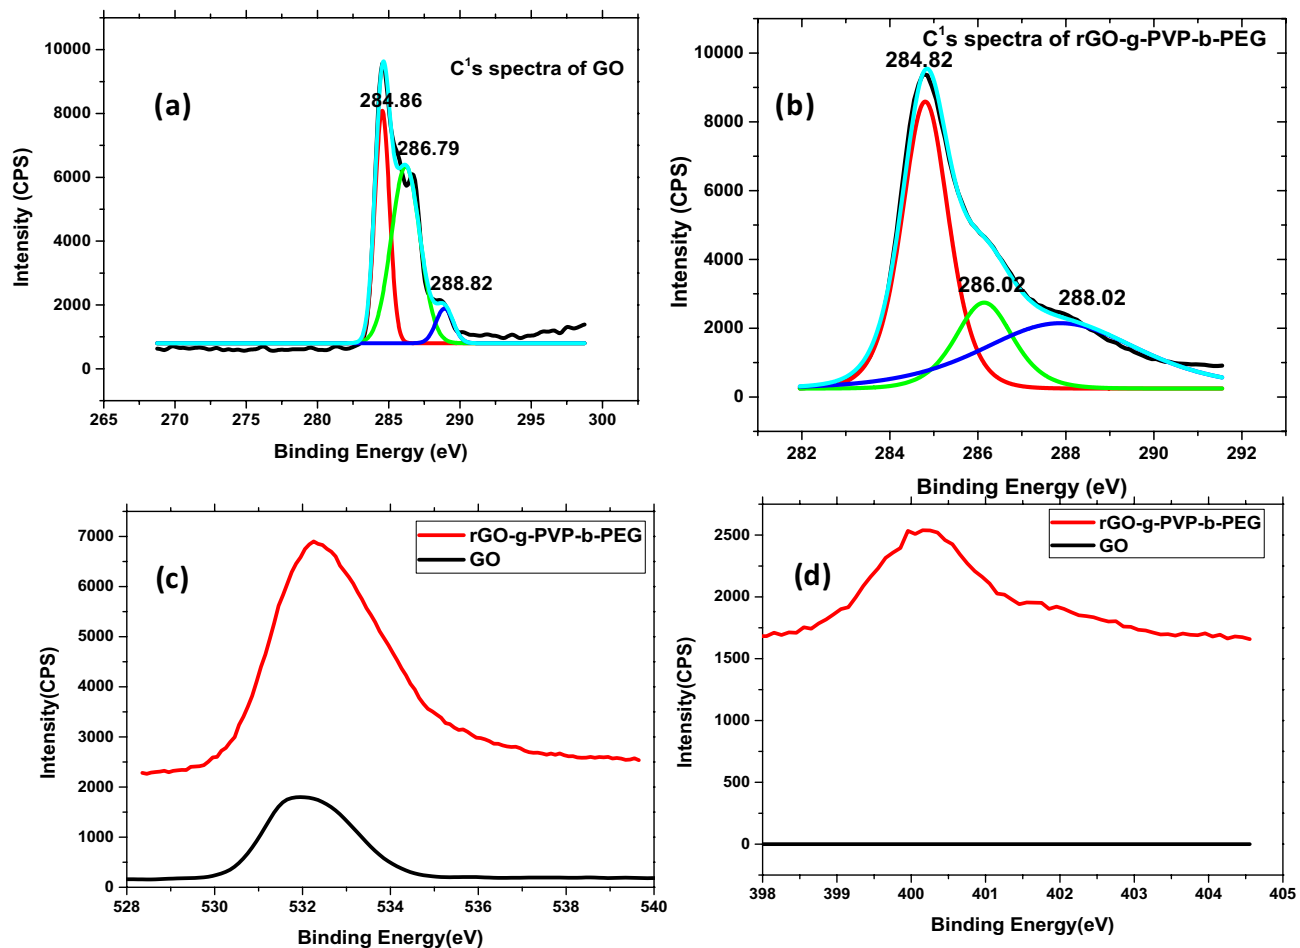 C¹s spectra of GO
(a)
284.86
286.79
288.82
Intensity (CPS)
10000
8000
6000
4000
2000
0
265 270 275 280 285 290 295 300
Binding Energy (eV)
C¹s spectra of rGO-g-PVP-b-PEG
(b)
284.82
286.02
288.02
Intensity (CPS)
10000
8000
6000
4000
2000
0
282 284 286 288 290 292
Binding Energy (eV)
rGO-g-PVP-b-PEG
GO
(c)
Intensity(CPS)
7000
6000
5000
4000
3000
2000
1000
0
528 530 532 534 536 538 540
Binding Energy(eV)
rGO-g-PVP-b-PEG
GO
(d)
Intensity(CPS)
2500
2000
1500
1000
500
0
398 399 400 401 402 403 404 405
Binding Energy(eV)